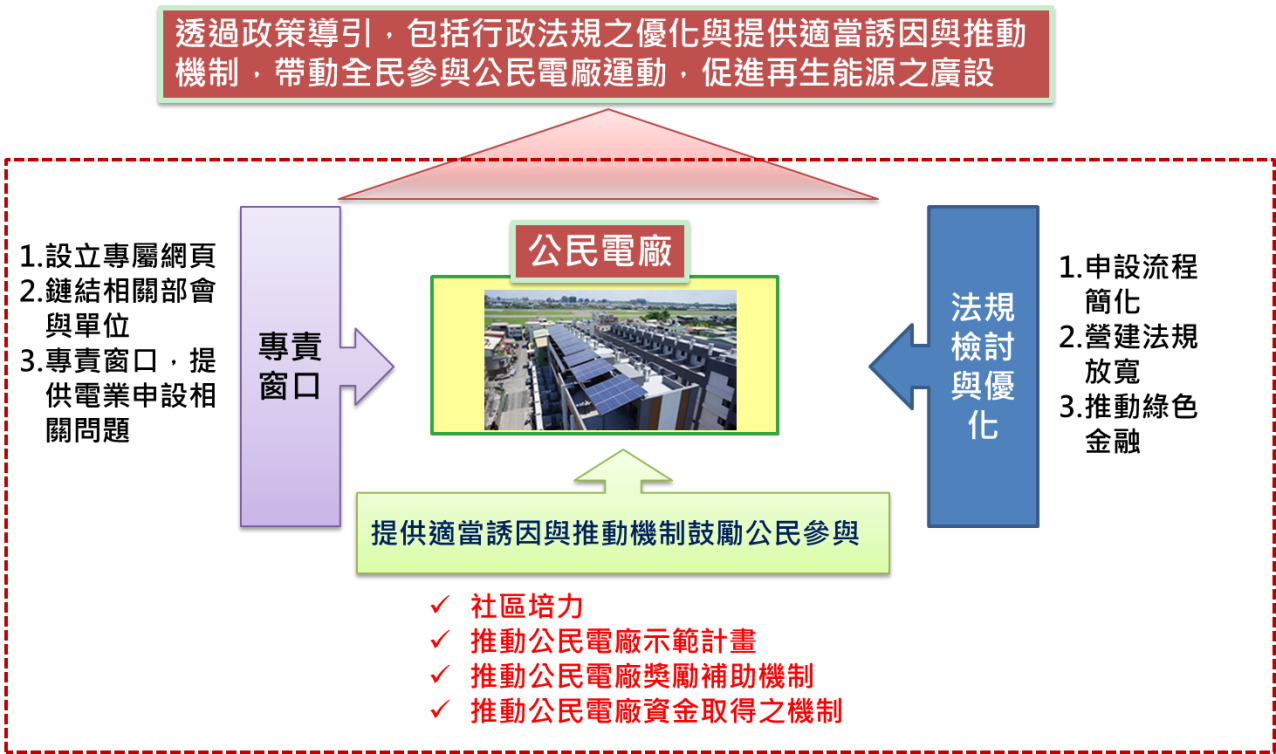 透過政策導引，包括行政法規之優化與提供適當誘因與推動
機制，帶動全民參與公民電廠運動，促進再生能源之廣設
1.設立專屬網頁
2.鏈結相關部會
與單位
3.專責窗口，提
供電業申設相
關問題
專責
窗口
公民電廠
法規
檢討
與優
化
1.申設流程
簡化
2.營建法規
放寬
3.推動綠色
金融
提供適當誘因與推動機制鼓勵公民參與
✓ 社區培力
✓ 推動公民電廠示範計畫
✓ 推動公民電廠獎勵補助機制
✓ 推動公民電廠資金取得之機制